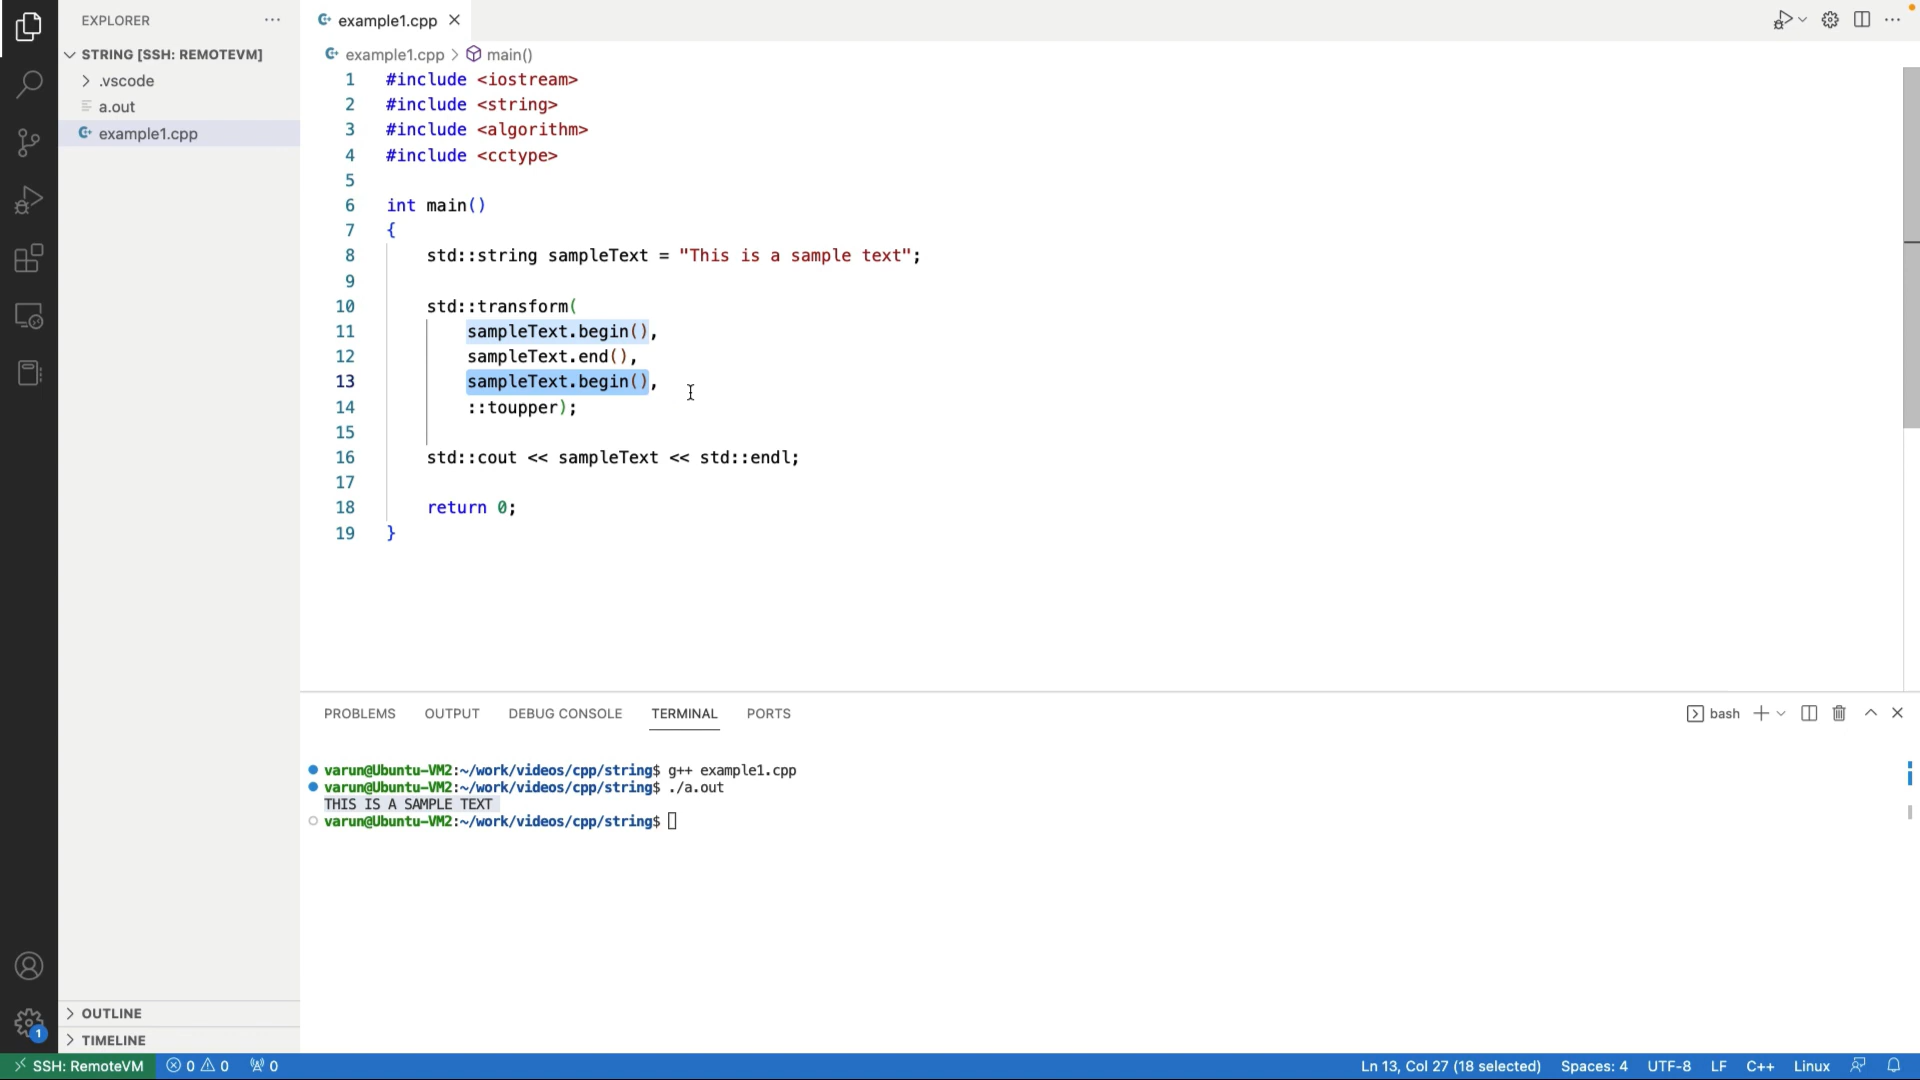 EXPLORER
STRING [SSH: REMOTEVM]
.vscode
a.out
example1.cpp
OUTLINE
TIMELINE
1
example1.cpp
example1.cpp > main()
1 #include <iostream>
2 #include <string>
3 #include <algorithm>
4 #include <cctype>
5
6 int main()
7 {
8 std::string sampleText = "This is a sample text";
9
10 std::transform(
11 sampleText.begin(),
12 sampleText.end(),
13 sampleText.begin(),
14 ::toupper);
15
16 std::cout << sampleText << std::endl;
17
18 return 0;
19 }
PROBLEMS OUTPUT DEBUG CONSOLE TERMINAL PORTS bash
varun@Ubuntu-VM2:~/work/videos/cpp/string$ g++ example1.cpp
varun@Ubuntu-VM2:~/work/videos/cpp/string$ ./a.out
THIS IS A SAMPLE TEXT
varun@Ubuntu-VM2:~/work/videos/cpp/string$
SSH: RemoteVM 0 0 0 Ln 13, Col 27 (18 selected) Spaces: 4 UTF-8 LF C++ Linux